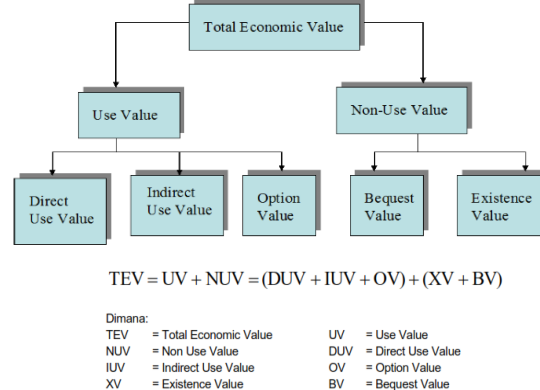 Total Economic Value
Use Value
Non-Use Value
Direct
Use Value
Indirect
Use Value
Option
Value
Bequest
Value
Existence
Value
TEV = UV + NUV = (DUV + IUV + OV) + (XV + BV)
Dimana:
TEV = Total Economic Value UV = Use Value
NUV = Non Use Value DUV = Direct Use Value
IUV = Indirect Use Value OV = Option Value
XV = Existence Value BV = Bequest Value